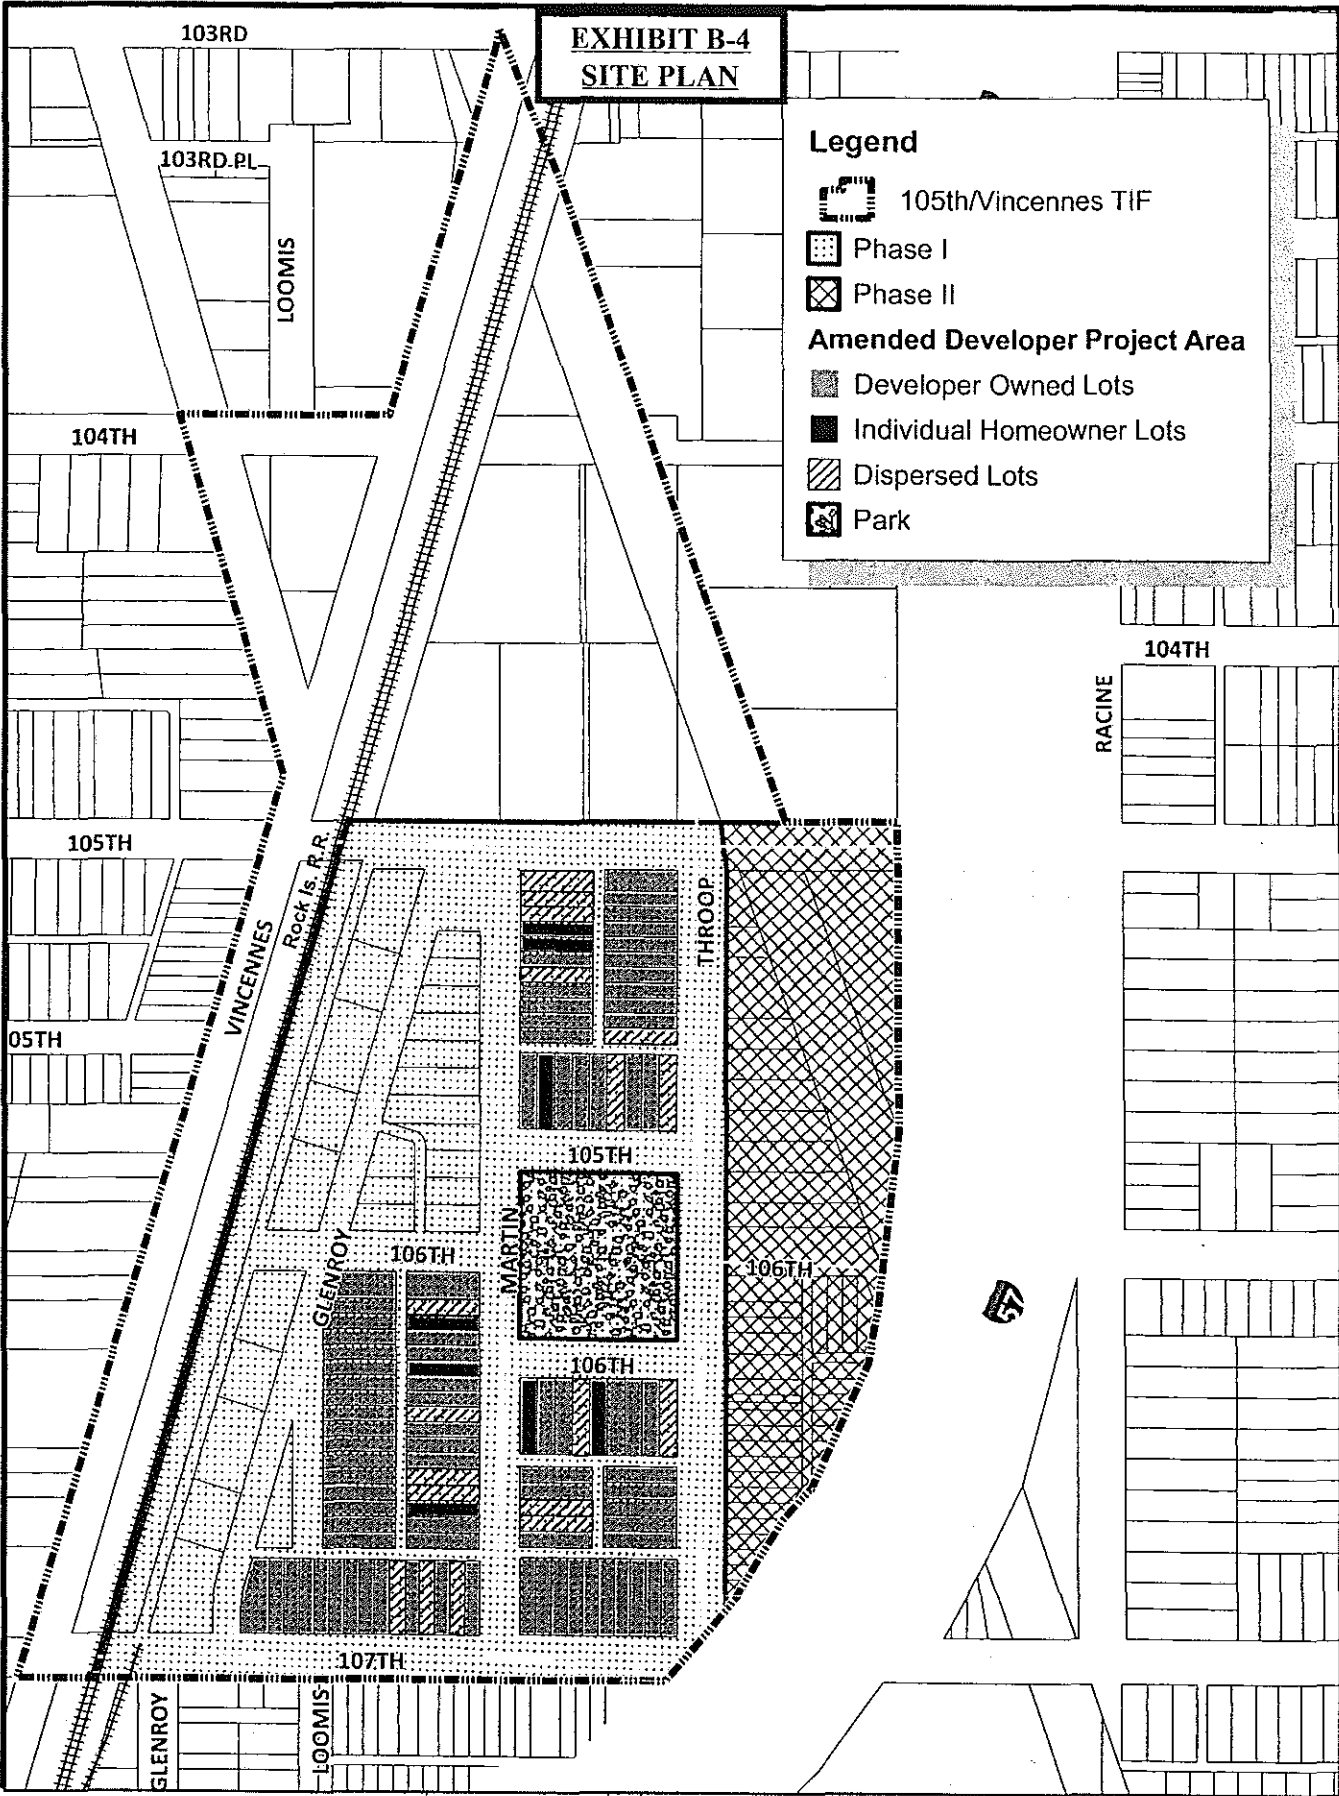 EXHIBIT B-4
SITE PLAN
103RD
Legend
105th/Vincennes TIF
Phase I
Phase II
Amended Developer Project Area
Developer Owned Lots
Individual Homeowner Lots
Dispersed Lots
Park
103RD PL
LOOMIS
104TH
104TH
RACINE
105TH
Rock Is. R.R.
VINCENNES
THROOP
05TH
105TH
MARTIN
GLENROY
106TH
106TH
57
106TH
107TH
GLENROY
LOOMIS